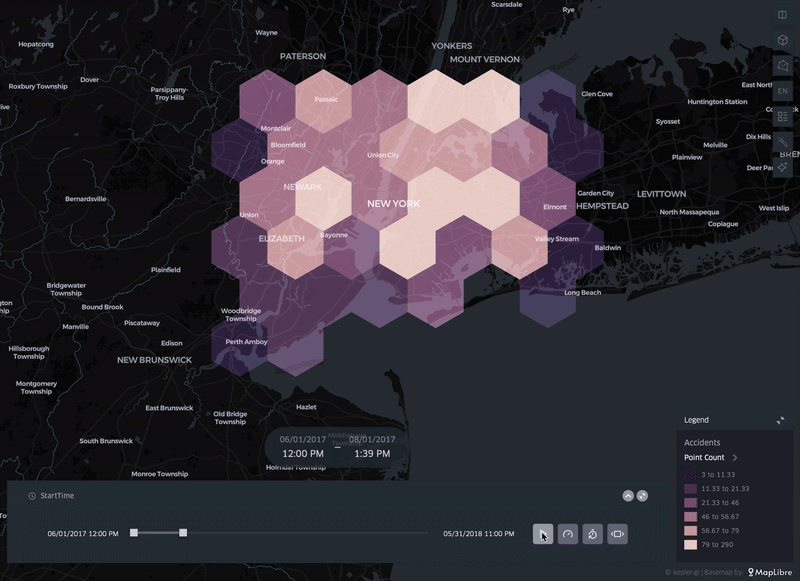 Scarsdale
Rye
Wayne
Hopatcong
YONKERS
PATERSON
MOUNT VERNON
Dover
Roxbury Township
Parsippany-
Troy Hills
Passaic
Glen Cove
East North
EN
Huntington Station
Montclair
Syosset
Bloomfield
Dix Hills
Melville
Union City
Orange
Plainview
Deer Pa
BREN
NEWARK
Bernardsville
Garden City
LEVITTOWN
NEW YORK
Elmont
HEMPSTEAD
West Islip
North Massapequa
Union
Copiague
ELIZABETH
Bayonne
Valley Stream
Baldwin
Plainfield
Bridgewater
Township
Long Beach
Bound Brook
Woodbridge
Township
Piscataway
Manville
Perth Amboy
Edison
Hillsborough
Township
NEW BRUNSWICK
Montgomery
Township
East Brunswick
Hazlet
Old Bridge
Township
South Brunswick
06/01/2017
12:00 PM
–
08/01/2017
1:39 PM
Holmdel Township
Monroe Township
Legend
Accidents
Point Count
3 to 11.33
11.33 to 21.33
21.33 to 46
46 to 56.67
56.67 to 79
79 to 290
StartTime
06/01/2017 12:00 PM
05/31/2018 11:00 PM
© kepler.gl | Basemap by:
MapLibre